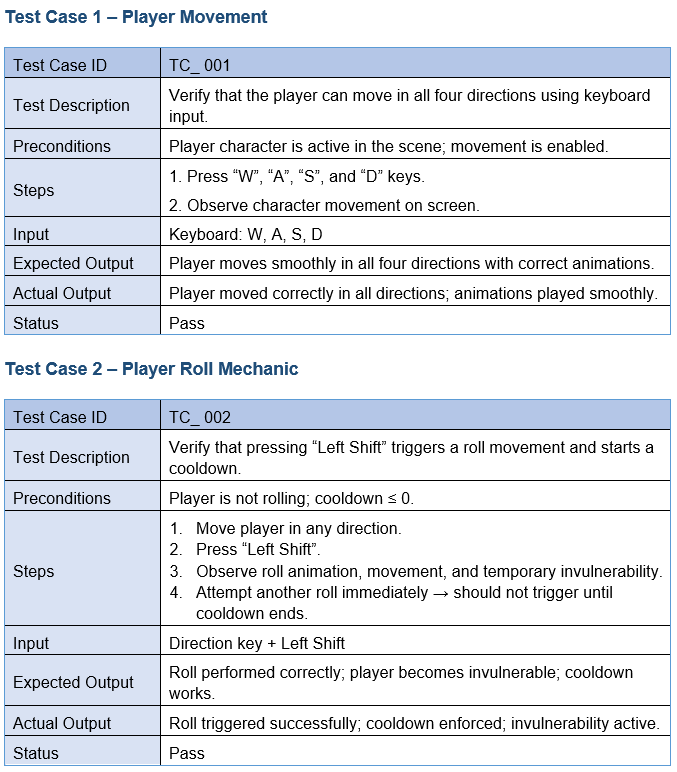 Test Case 1 – Player Movement
Test Case ID TC_ 001
Test Description Verify that the player can move in all four directions using keyboard
input.
Preconditions Player character is active in the scene; movement is enabled.
Steps 1. Press “W”, “A”, “S”, and “D” keys.
2. Observe character movement on screen.
Input Keyboard: W, A, S, D
Expected Output Player moves smoothly in all four directions with correct animations.
Actual Output Player moved correctly in all directions; animations played smoothly.
Status Pass
Test Case 2 – Player Roll Mechanic
Test Case ID TC_ 002
Test Description Verify that pressing “Left Shift” triggers a roll movement and starts a
cooldown.
Preconditions Player is not rolling; cooldown ≤ 0.
Steps 1. Move player in any direction.
2. Press “Left Shift”.
3. Observe roll animation, movement, and temporary invulnerability.
4. Attempt another roll immediately → should not trigger until
cooldown ends.
Input Direction key + Left Shift
Expected Output Roll performed correctly; player becomes invulnerable; cooldown
works.
Actual Output Roll triggered successfully; cooldown enforced; invulnerability active.
Status Pass